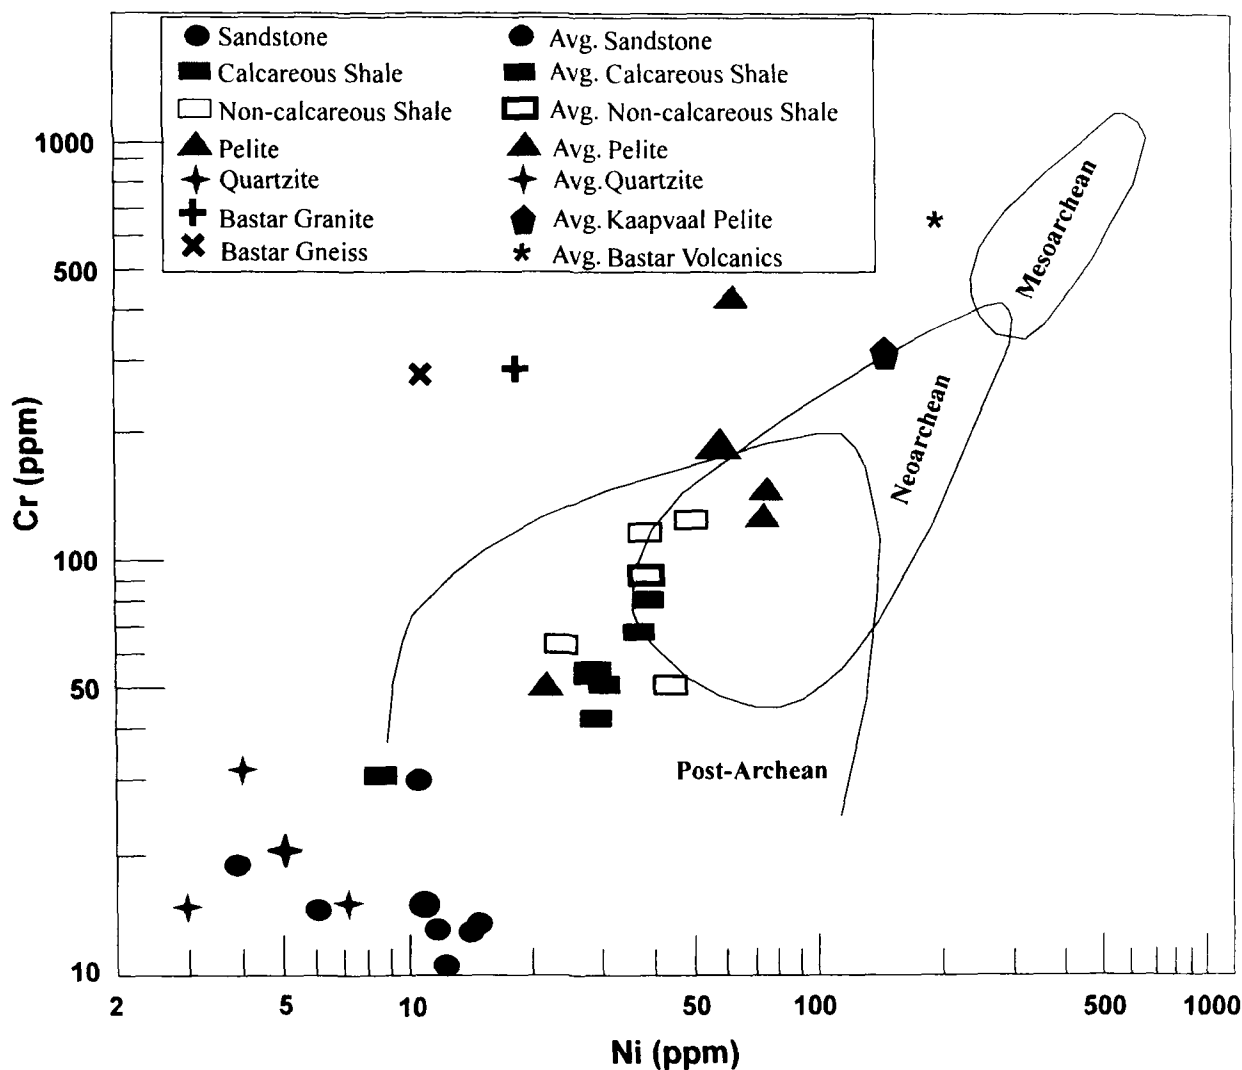 Sandstone
Calcareous Shale
Non-calcareous Shale
Pelite
Quartzite
Bastar Granite
Bastar Gneiss
Avg. Sandstone
Avg. Calcareous Shale
Avg. Non-calcareous Shale
Avg. Pelite
Avg. Quartzite
Avg. Kaapvaal Pelite
Avg. Bastar Volcanics
Cr (ppm)
1000
500
100
50
10
Mesoarchean
Neoarchean
Post-Archean
2 5 10 50 100 500 1000
Ni (ppm)